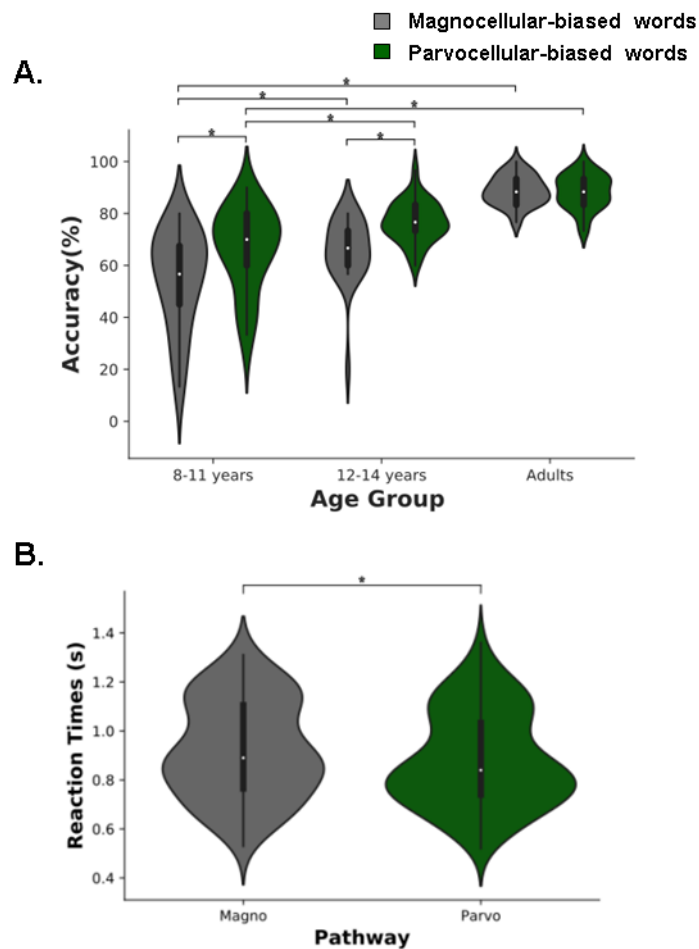 Magnocellular-biased words
Parvocellular-biased words
A.
*
*
*
*
*
*
Accuracy(%)
100
80
60
40
20
0
8-11 years
12-14 years
Adults
Age Group
B.
*
Reaction Times (s)
1.4
1.2
1.0
0.8
0.6
0.4
Magno
Parvo
Pathway